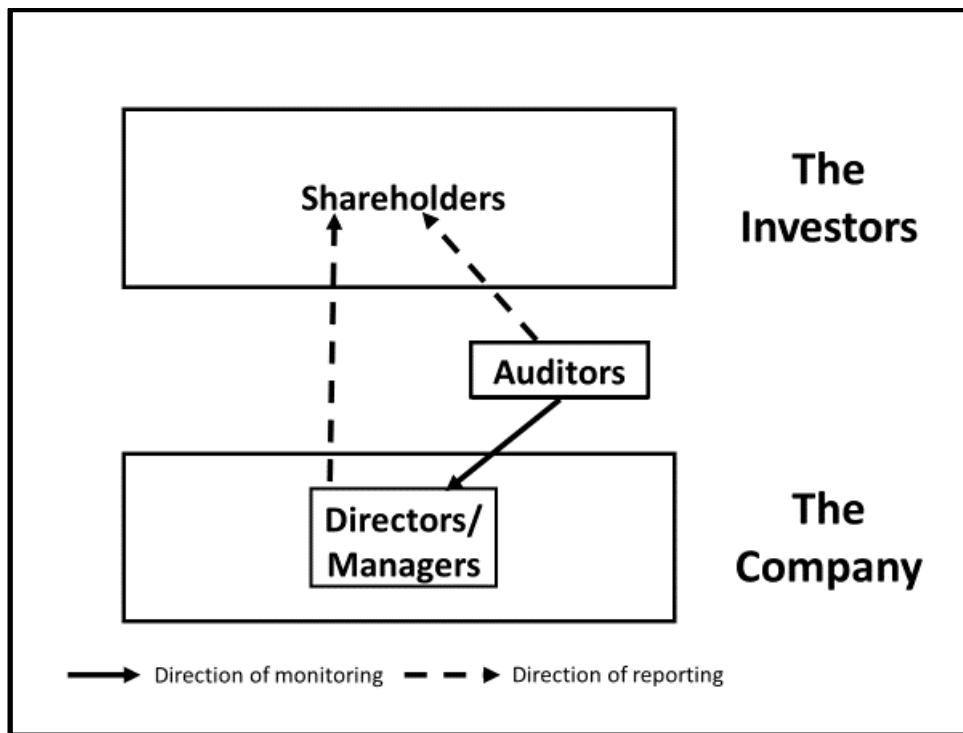 The
Investors
Shareholders
Auditors
Directors/
Managers
The
Company
Direction of monitoring
Direction of reporting